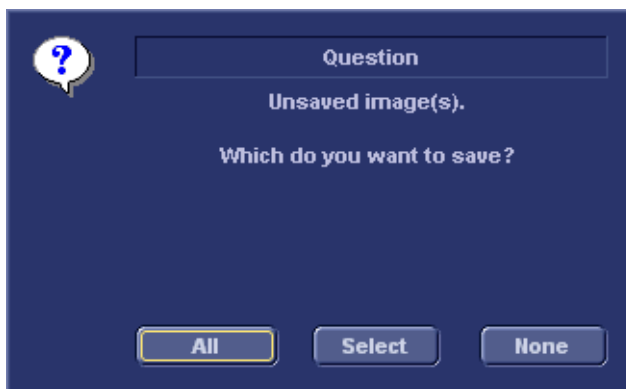 Question
Unsaved image(s).
Which do you want to save?
All
Select
None